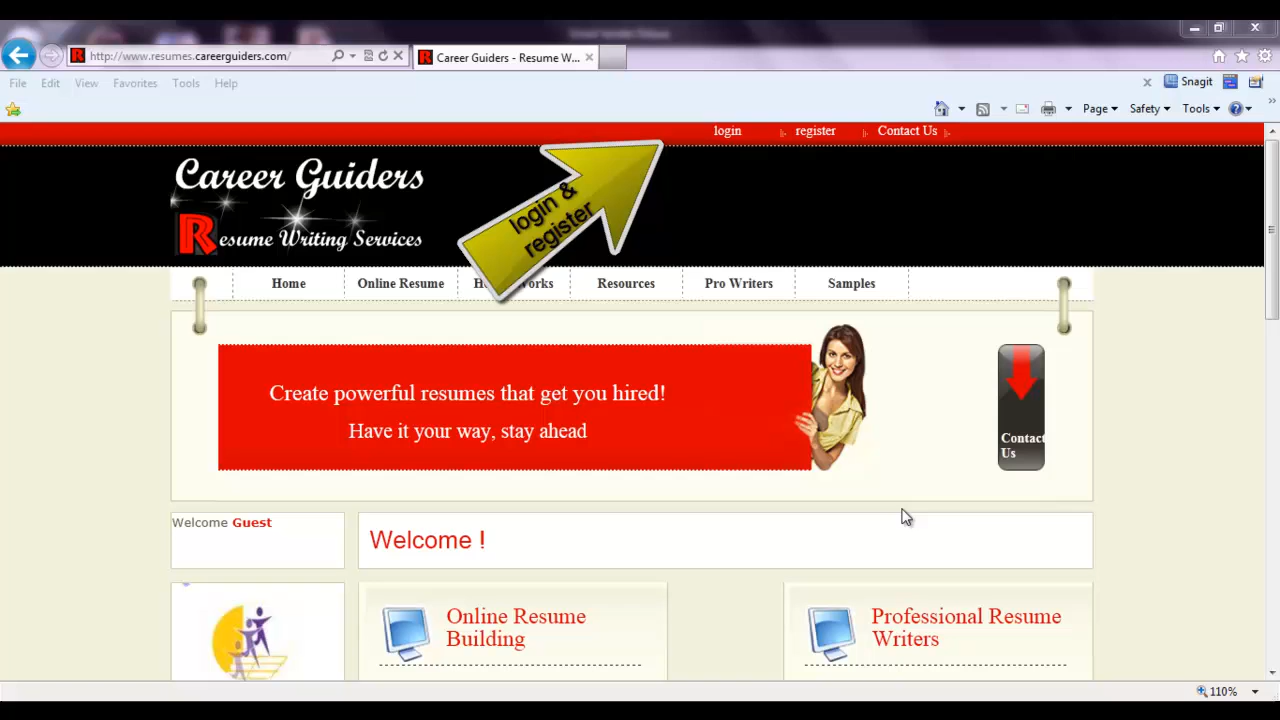 http://www.resumes.careerguiders.com/
Career Guiders - Resume W...
File Edit View Favorites Tools Help
Snagit
Page Safety Tools
login register Contact Us
Career Guiders
Resume Writing Services
login &
register
Home Online Resume Works Resources Pro Writers Samples
Create powerful resumes that get you hired!
Have it your way, stay ahead
Contact
Us
Welcome Guest
Welcome !
Online Resume
Building
Professional Resume
Writers
110%